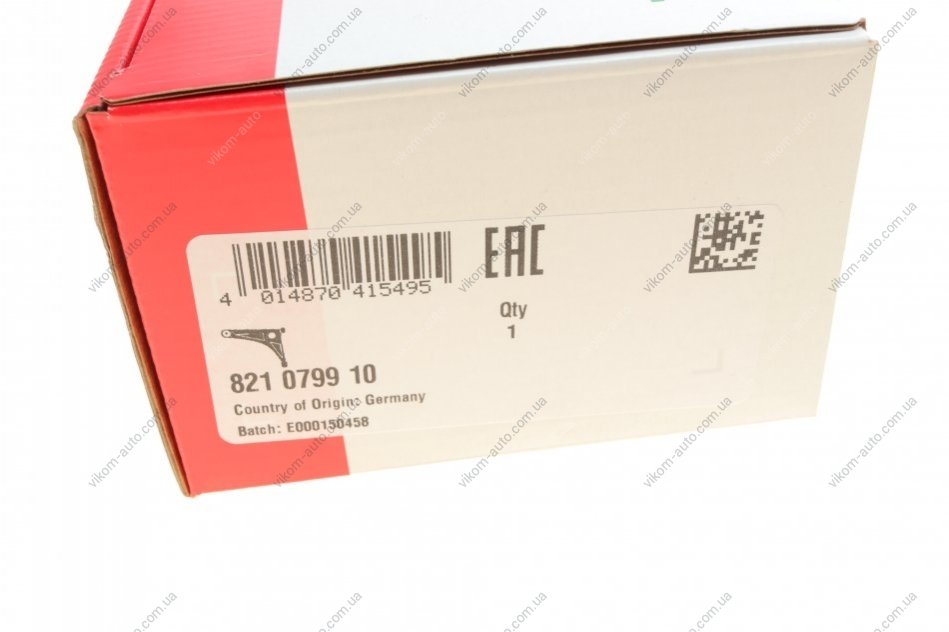 EAC
4 014870 415495
Qty
1
821 0799 10
Country of Origin: Germany
Batch: E000150458
vikom-auto.com.ua